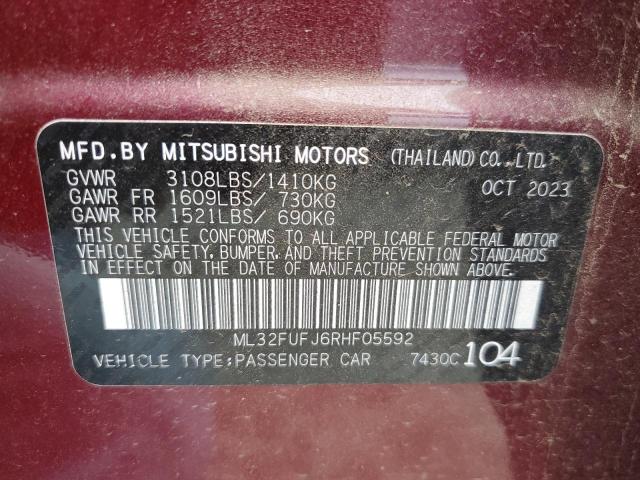 MFD.BY MITSUBISHI MOTORS (THAILAND) CO., LTD.
GVWR 3108LBS/1410KG OCT 2023
GAWR FR 1609LBS/ 730KG
GAWR RR 1521LBS/ 690KG
THIS VEHICLE CONFORMS TO ALL APPLICABLE FEDERAL MOTOR
VEHICLE SAFETY, BUMPER, AND THEFT PREVENTION STANDARDS
IN EFFECT ON THE DATE OF MANUFACTURE SHOWN ABOVE.
ML32FUFJ6RHF05592
VEHICLE TYPE:PASSENGER CAR 7430C 104